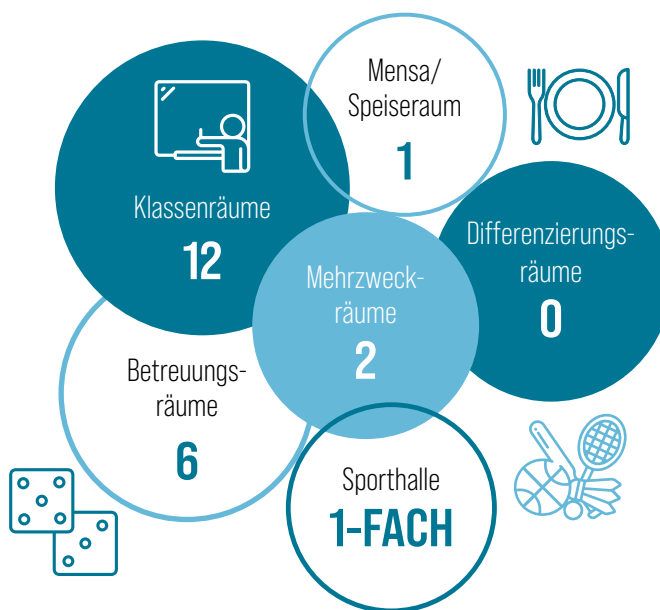 Mensa/
Speiseraum
1
Klassenräume
12
Differenzierungs-
räume
0
Mehrzweck-
räume
2
Betreuungs-
räume
6
Sporthalle
1-FACH